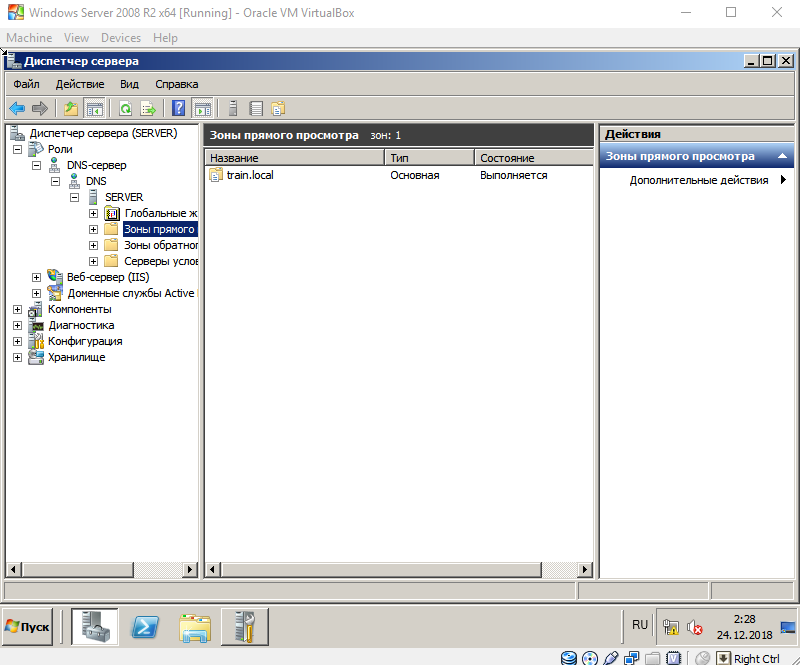 Windows Server 2008 R2 x64 [Running] - Oracle VM VirtualBox
Machine View Devices Help
Диспетчер сервера
Файл Действие Вид Справка
Диспетчер сервера (SERVER)
Роли
DNS-сервер
DNS
SERVER
Глобальные ж
Зоны прямого
Зоны обратног
Серверы услов
Веб-сервер (IIS)
Доменные службы Active
Компоненты
Диагностика
Конфигурация
Хранилище
Зоны прямого просмотра зон: 1
Название Тип Состояние
train.local Основная Выполняется
Действия
Зоны прямого просмотра
Дополнительные действия
Пуск
RU
2:28
24.12.2018
Right Ctrl